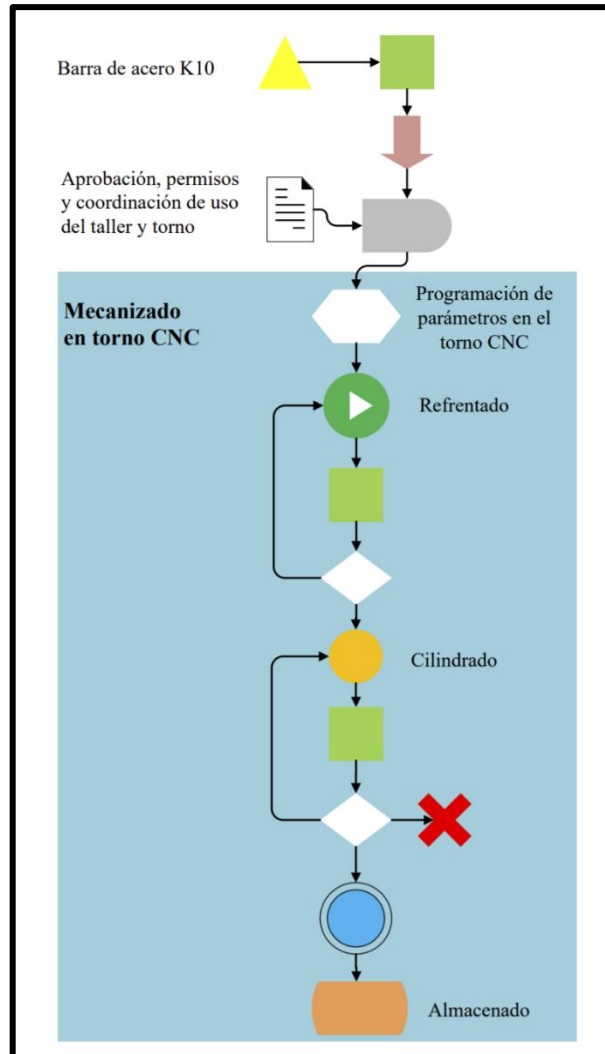 Barra de acero K10
Aprobación, permisos
y coordinación de uso
del taller y torno
Mecanizado
en torno CNC
Programación de
parámetros en el
torno CNC
Refrentado
Cilindrado
Almacenado